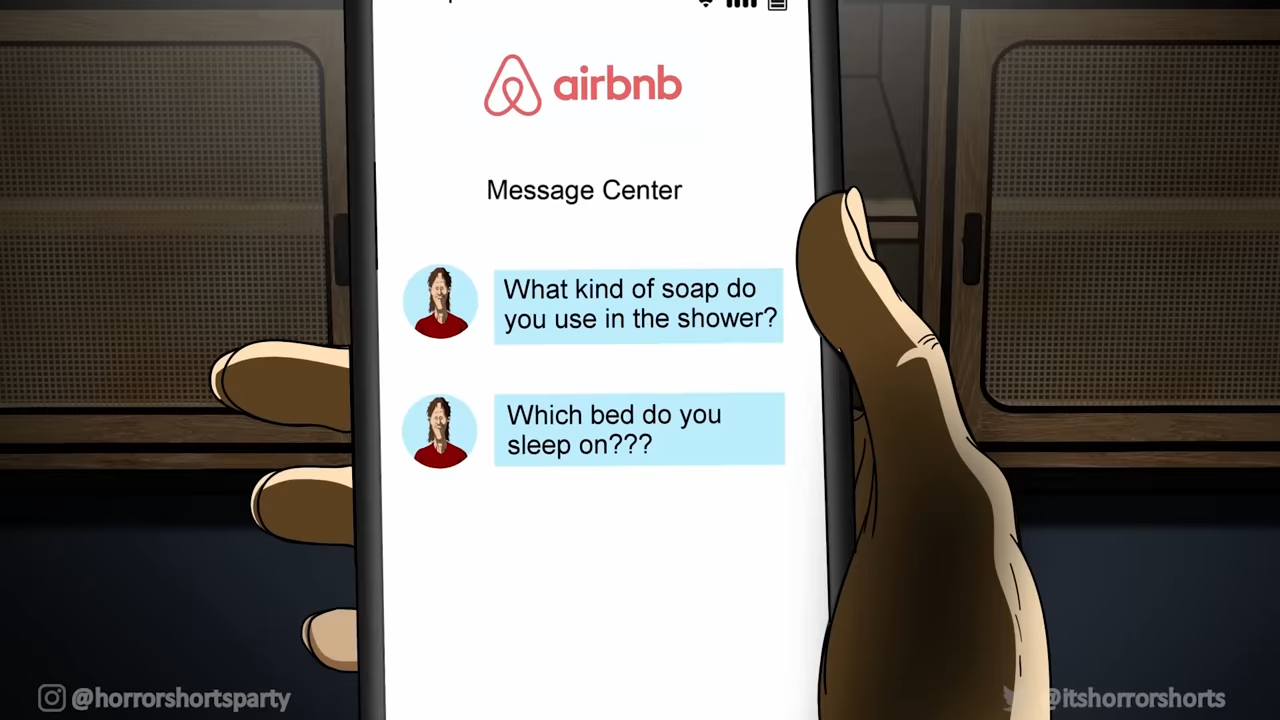 airbnb
Message Center
What kind of soap do
you use in the shower?
Which bed do you
sleep on???
@horrorshortsparty
@itshorrorshorts